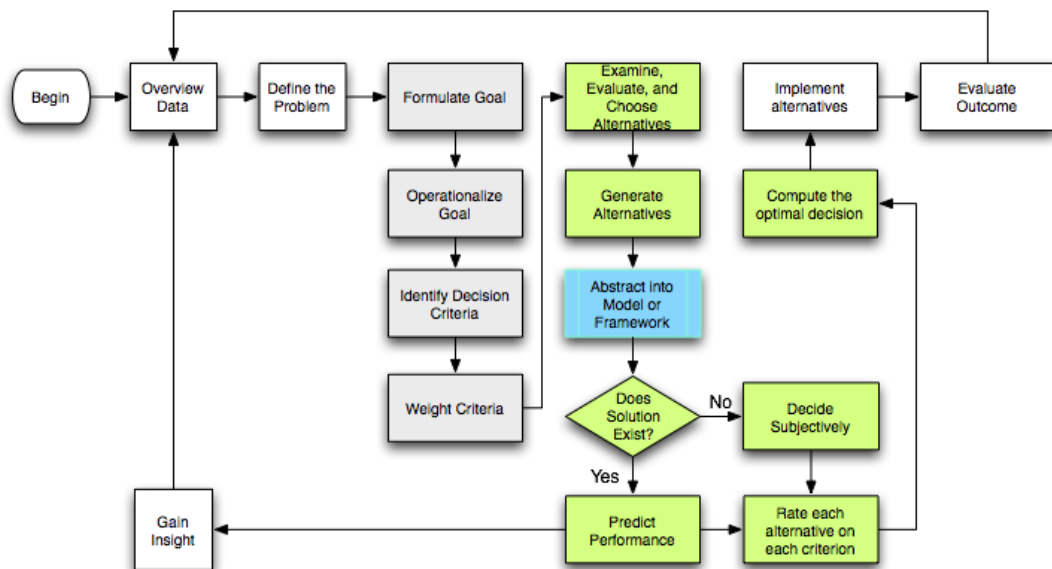 Begin
Overview
Data
Define the
Problem
Formulate Goal
Operationalize
Goal
Identify Decision
Criteria
Weight Criteria
Examine,
Evaluate, and
Choose
Alternatives
Generate
Alternatives
Abstract into
Model or
Framework
Does
Solution
Exist?
No
Decide
Subjectively
Yes
Predict
Performance
Gain
Insight
Rate each
alternative on
each criterion
Compute the
optimal decision
Implement
alternatives
Evaluate
Outcome